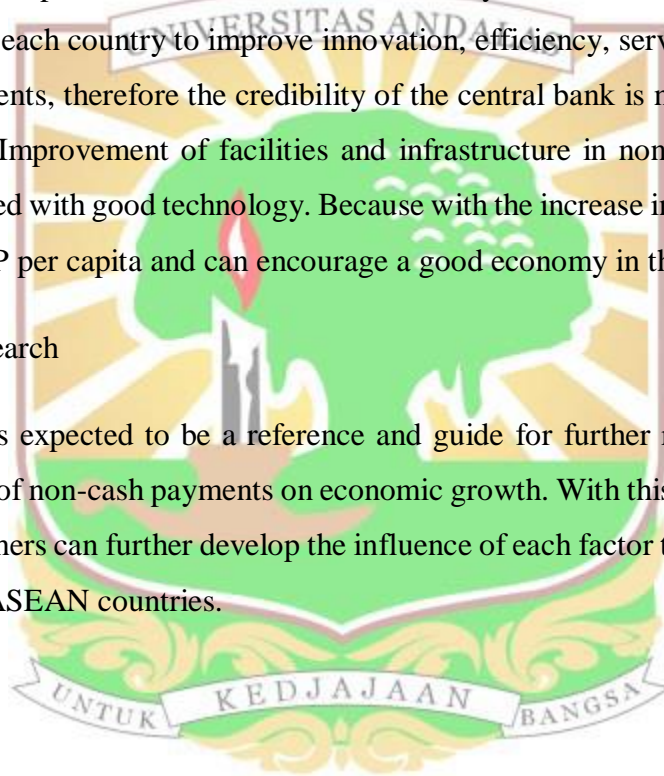 UNIVERSITAS ANDALAS
each country to improve innovation, efficiency, serv
ents, therefore the credibility of the central bank is
Improvement of facilities and infrastructure in non
ed with good technology. Because with the increase in
P per capita and can encourage a good economy in th
earch
s expected to be a reference and guide for further
of non-cash payments on economic growth. With this
hers can further develop the influence of each factor
ASEAN countries.
UNTUK KEDJAJAAN BANGSA